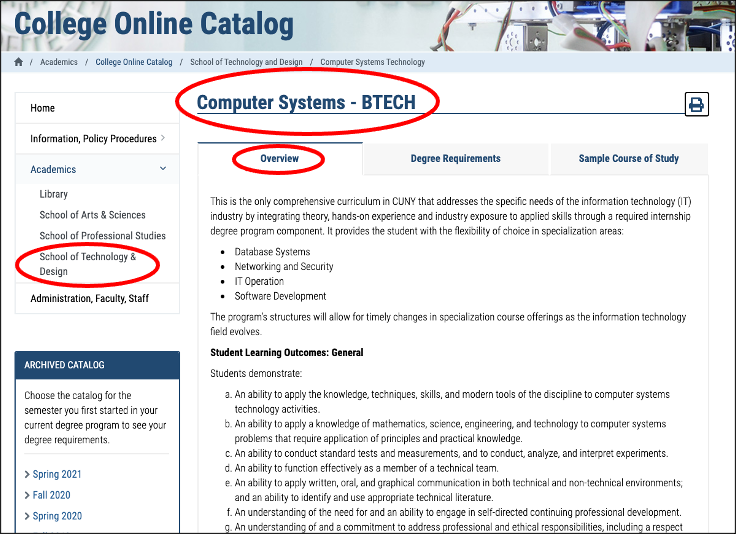 College Online Catalog
/ Academics / College Online Catalog / School of Technology and Design / Computer Systems Technology
Home
Information, Policy Procedures
Academics
Library
School of Arts & Sciences
School of Professional Studies
School of Technology &
Design
Administration, Faculty, Staff
ARCHIVED CATALOG
Choose the catalog for the
semester you first started in your
current degree program to see your
degree requirements.
Spring 2021
Fall 2020
Spring 2020
Computer Systems - BTECH
Overview
Degree Requirements
Sample Course of Study
This is the only comprehensive curriculum in CUNY that addresses the specific needs of the information technology (IT)
industry by integrating theory, hands-on experience and industry exposure to applied skills through a required internship
degree program component. It provides the student with the flexibility of choice in specialization areas:
• Database Systems
• Networking and Security
• IT Operation
• Software Development
The program's structures will allow for timely changes in specialization course offerings as the information technology
field evolves.
Student Learning Outcomes: General
Students demonstrate:
a. An ability to apply the knowledge, techniques, skills, and modern tools of the discipline to computer systems
technology activities.
b. An ability to apply a knowledge of mathematics, science, engineering, and technology to computer systems
problems that require application of principles and practical knowledge.
c. An ability to conduct standard tests and measurements, and to conduct, analyze, and interpret experiments.
d. An ability to function effectively as a member of a technical team.
e. An ability to apply written, oral, and graphical communication in both technical and non-technical environments;
and an ability to identify and use appropriate technical literature.
f. An understanding of the need for and an ability to engage in self-directed continuing professional development.
g. An understanding of and a commitment to address professional and ethical responsibilities, including a respect